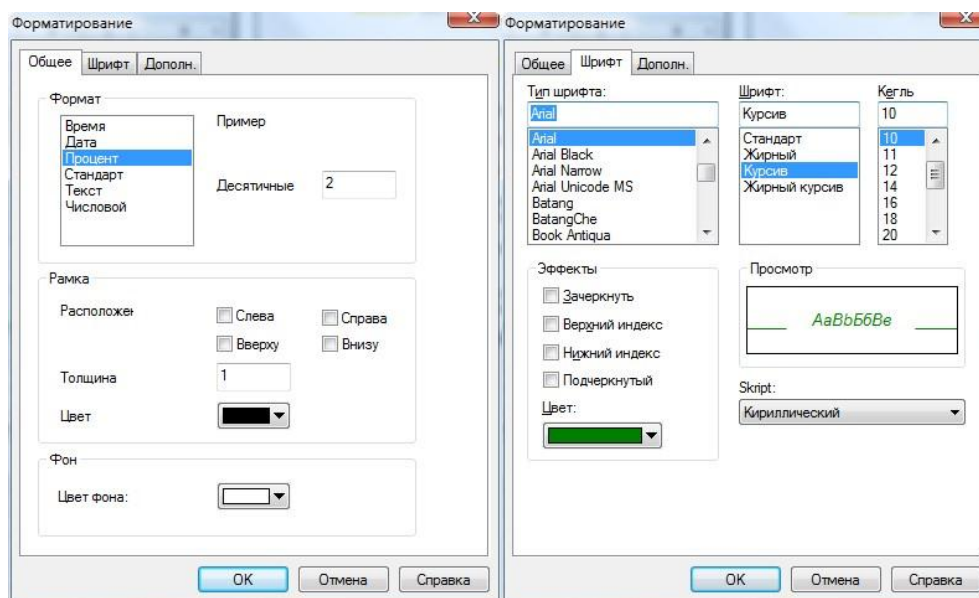 Форматирование
Общее
Шрифт
Дополн.
Формат
Время
Дата
Процент
Стандарт
Текст
Числовой
Пример
Десятичные
2
Рамка
Расположен
Слева
Справа
Вверху
Внизу
Толщина
1
Цвет
Фон
Цвет фона:
OK
Отмена
Справка
Форматирование
Общее
Шрифт
Дополн.
Тип шрифта:
Arial
Arial
Arial Black
Arial Narrow
Arial Unicode MS
Batang
BatangChe
Book Antiqua
Шрифт:
Курсив
Стандарт
Жирный
Курсив
Жирный курсив
Кегль
10
10
11
12
14
16
18
20
Эффекты
Зачеркнуть
Верхний индекс
Нижний индекс
Подчеркнутый
Цвет:
Просмотр
АаВbБбВе
Skript:
Кириллический
OK
Отмена
Справка